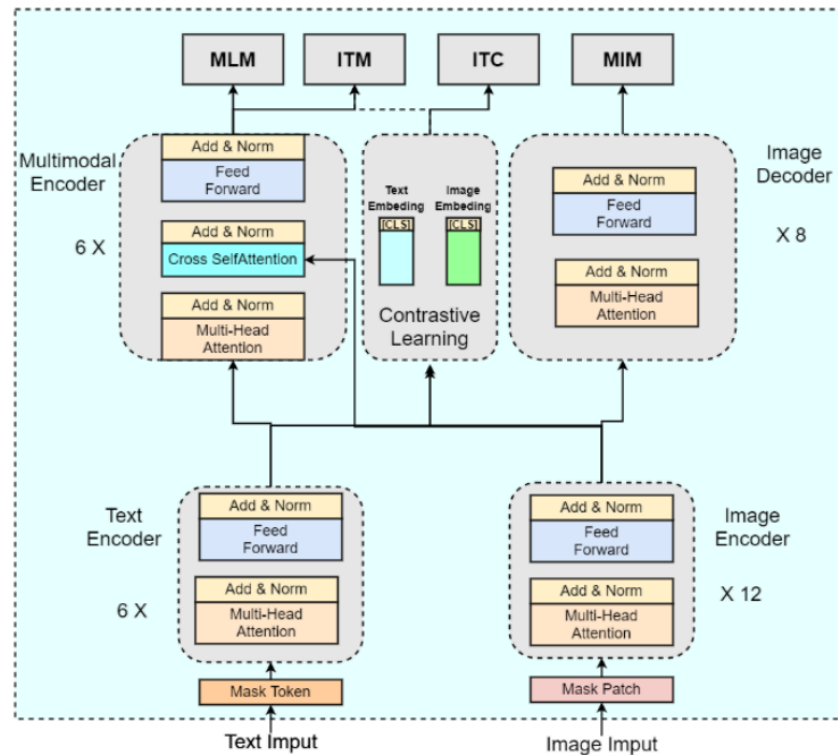 MLM
ITM
ITC
MIM
Multimodal
Encoder
6 X
Add & Norm
Feed
Forward
Add & Norm
Cross SelfAttention
Add & Norm
Multi-Head
Attention
Text
Embeding
[CLS]
Image
Embeding
[CLS]
Contrastive
Learning
Add & Norm
Feed
Forward
Add & Norm
Multi-Head
Attention
Image
Decoder
X 8
Text
Encoder
6 X
Add & Norm
Feed
Forward
Add & Norm
Multi-Head
Attention
Mask Token
Text Imput
Add & Norm
Feed
Forward
Add & Norm
Multi-Head
Attention
Image
Encoder
X 12
Mask Patch
Image Imput